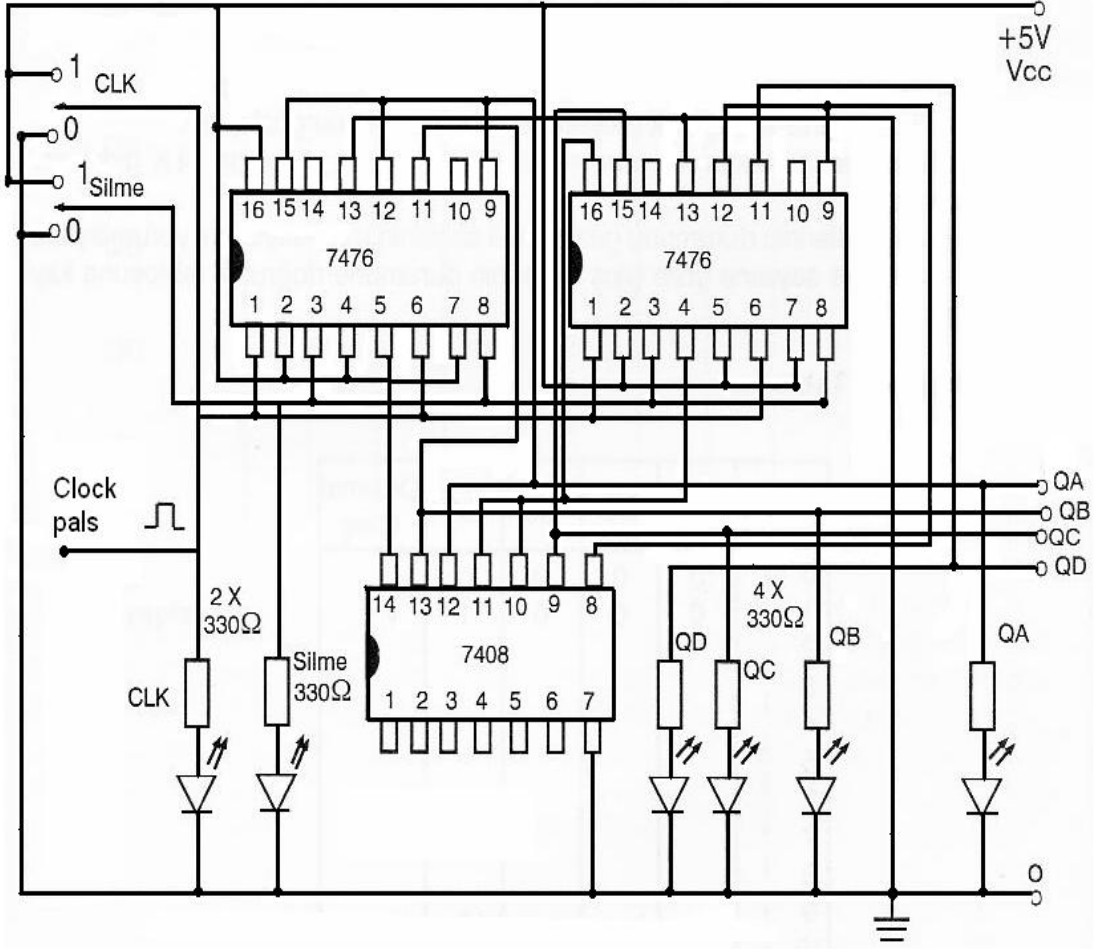 +5V
Vcc
1
CLK
0
1
Silme
0
16 15 14 13 12 11 10 9
7476
1 2 3 4 5 6 7 8
16 15 14 13 12 11 10 9
7476
1 2 3 4 5 6 7 8
QA
QB
QC
QD
Clock
pals
14 13 12 11 10 9 8
7408
1 2 3 4 5 6 7
2 X
330Ω
CLK
Silme
330Ω
4 X
330Ω
QD
QC
QB
QA
0